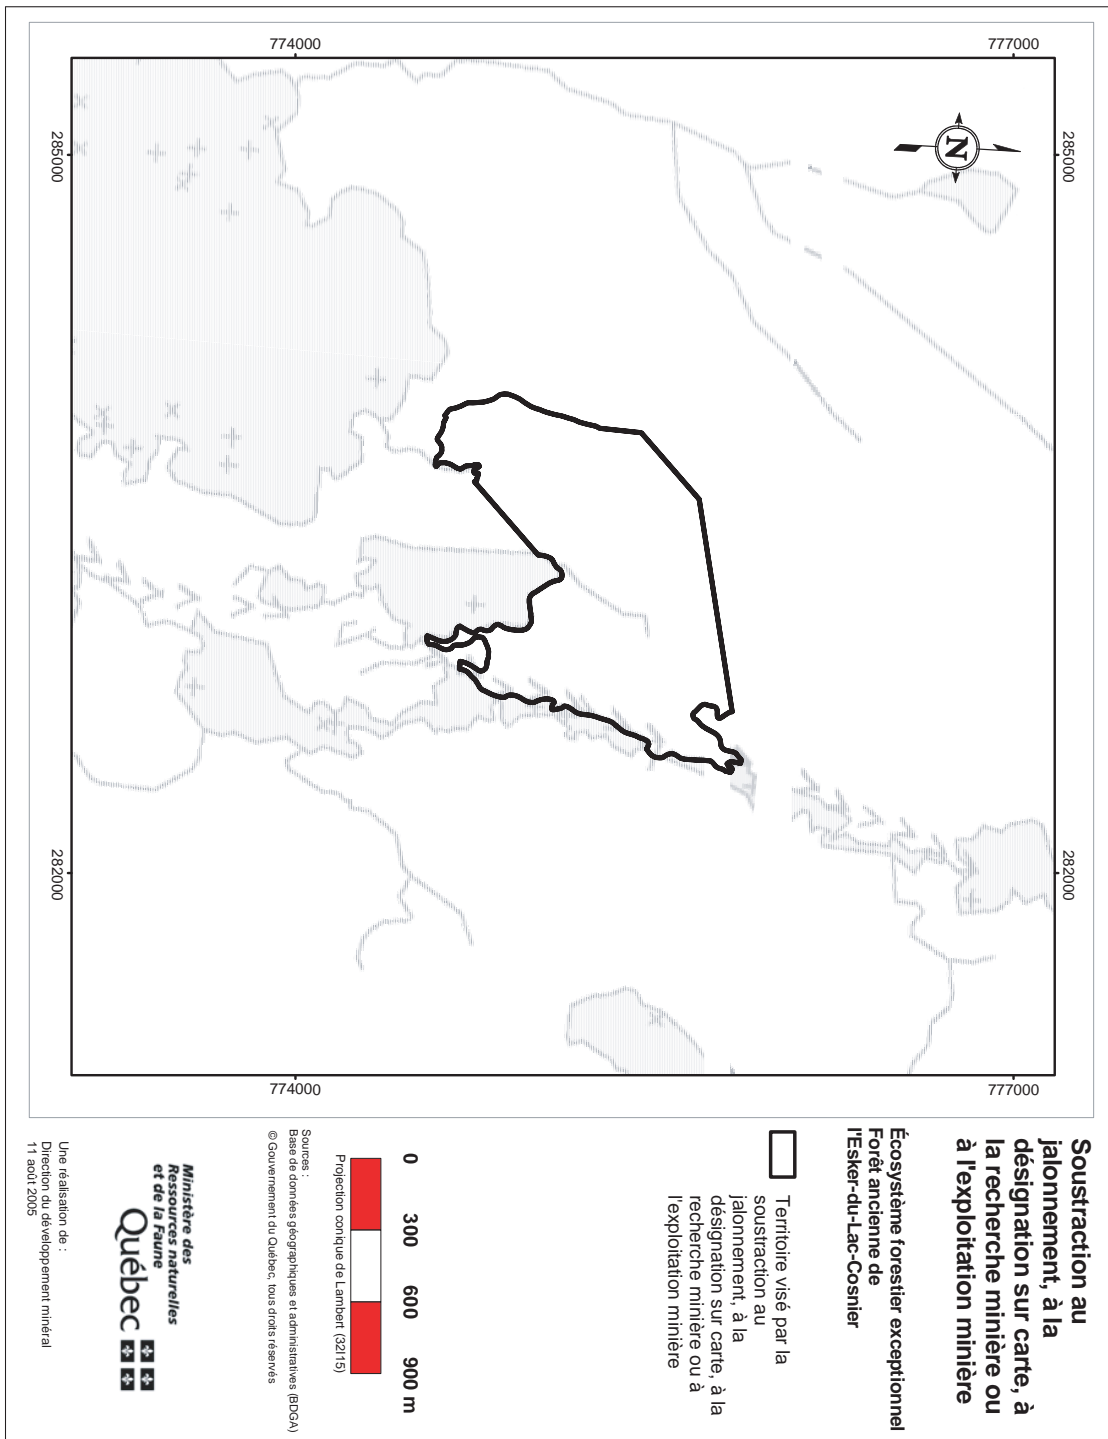 Soustraction au
jalonnement, à la
désignation sur carte, à
la recherche minière ou
à l'exploitation minière
Écosystème forestier exceptionnel
Forêt ancienne de
l'Esker-du-Lac-Cosnier
Territoire visé par la
soustraction au
jalonnement, à la
désignation sur carte, à la
recherche minière ou à
l'exploitation minière
0 300 600 900 m
Projection conique de Lambert (32I15)
Sources :
Base de données géographiques et administratives (BDGA)
© Gouvernement du Québec, tous droits réservés
Ministère des
Ressources naturelles
et de la Faune
Québec
Une réalisation de :
Direction du développement minéral
11 août 2005
285000
282000
777000
777000
N
774000
774000
285000
282000